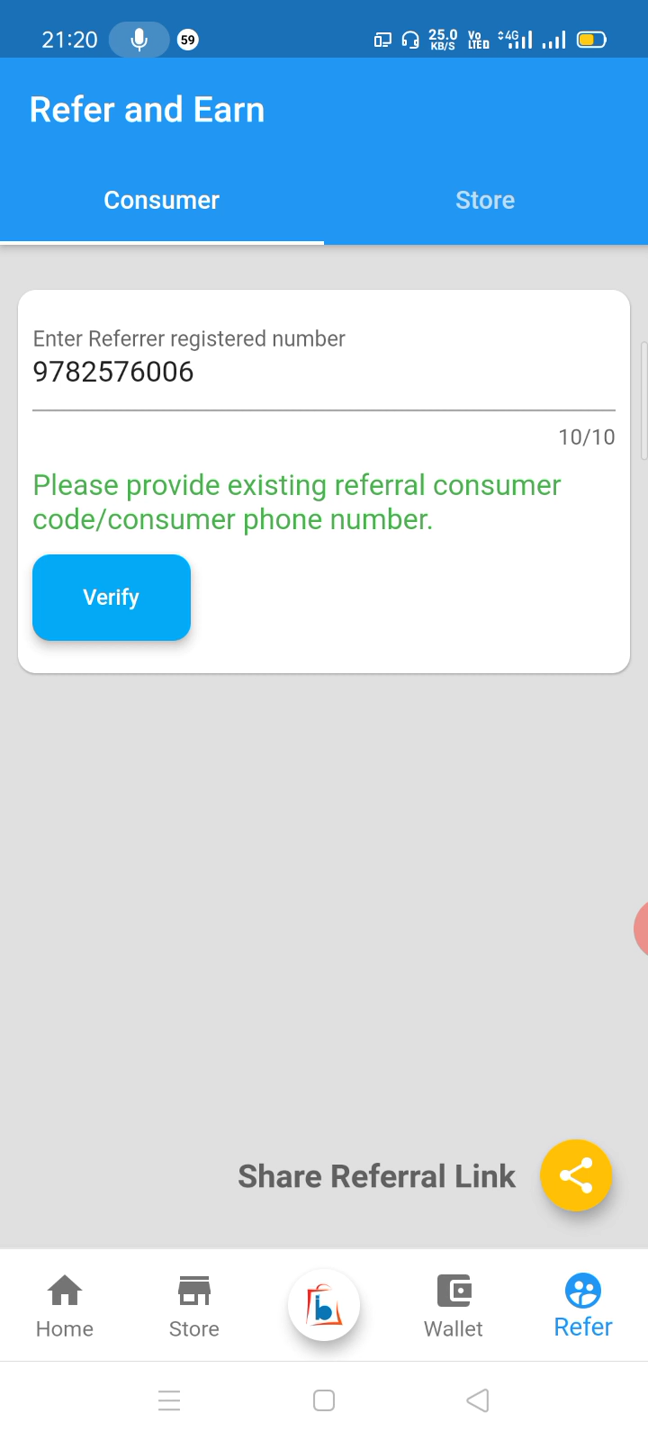 21:20
59
25.0
KB/S
Vo
LTED
4G
Refer and Earn
Consumer
Store
Enter Referrer registered number
9782576006
10/10
Please provide existing referral consumer
code/consumer phone number.
Verify
Share Referral Link
b
Home
Store
Wallet
Refer